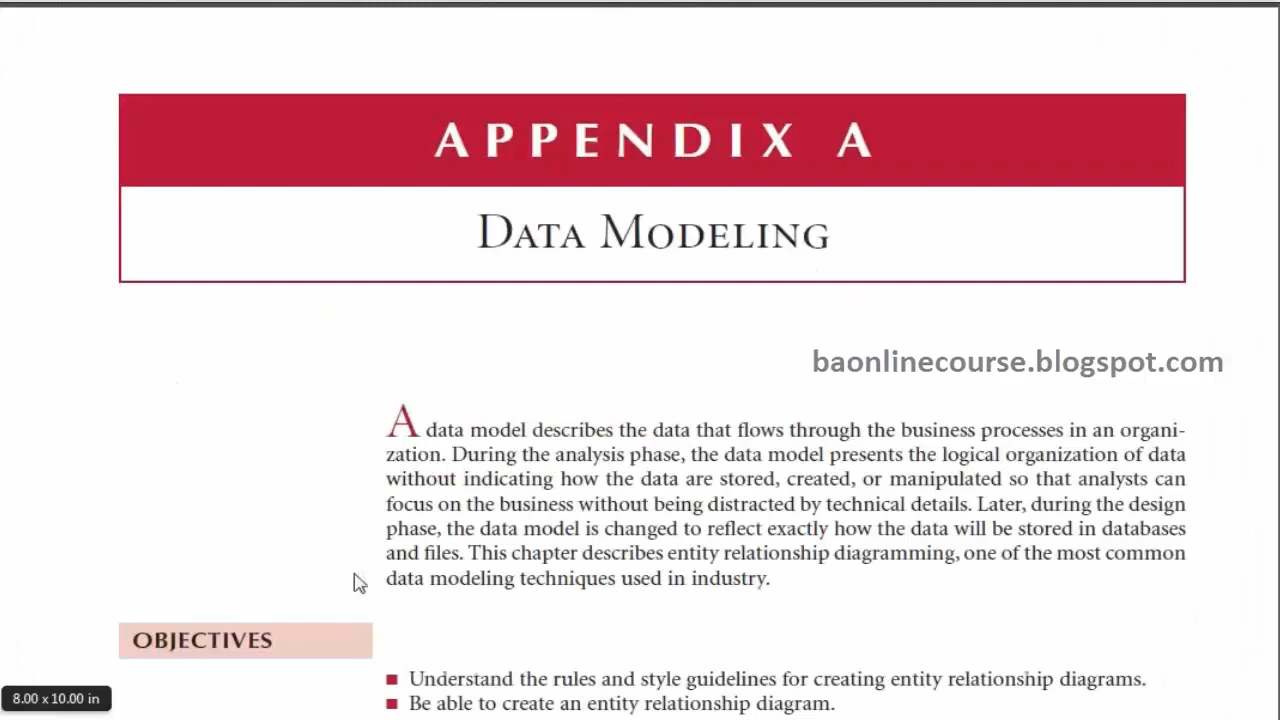 APPENDIX A
DATA MODELING
baonlinecourse.blogspot.com
A data model describes the data that flows through the business processes in an organi-
zation. During the analysis phase, the data model presents the logical organization of data
without indicating how the data are stored, created, or manipulated so that analysts can
focus on the business without being distracted by technical details. Later, during the design
phase, the data model is changed to reflect exactly how the data will be stored in databases
and files. This chapter describes entity relationship diagramming, one of the most common
data modeling techniques used in industry.
OBJECTIVES
■ Understand the rules and style guidelines for creating entity relationship diagrams.
■ Be able to create an entity relationship diagram.
8.00 x 10.00 in